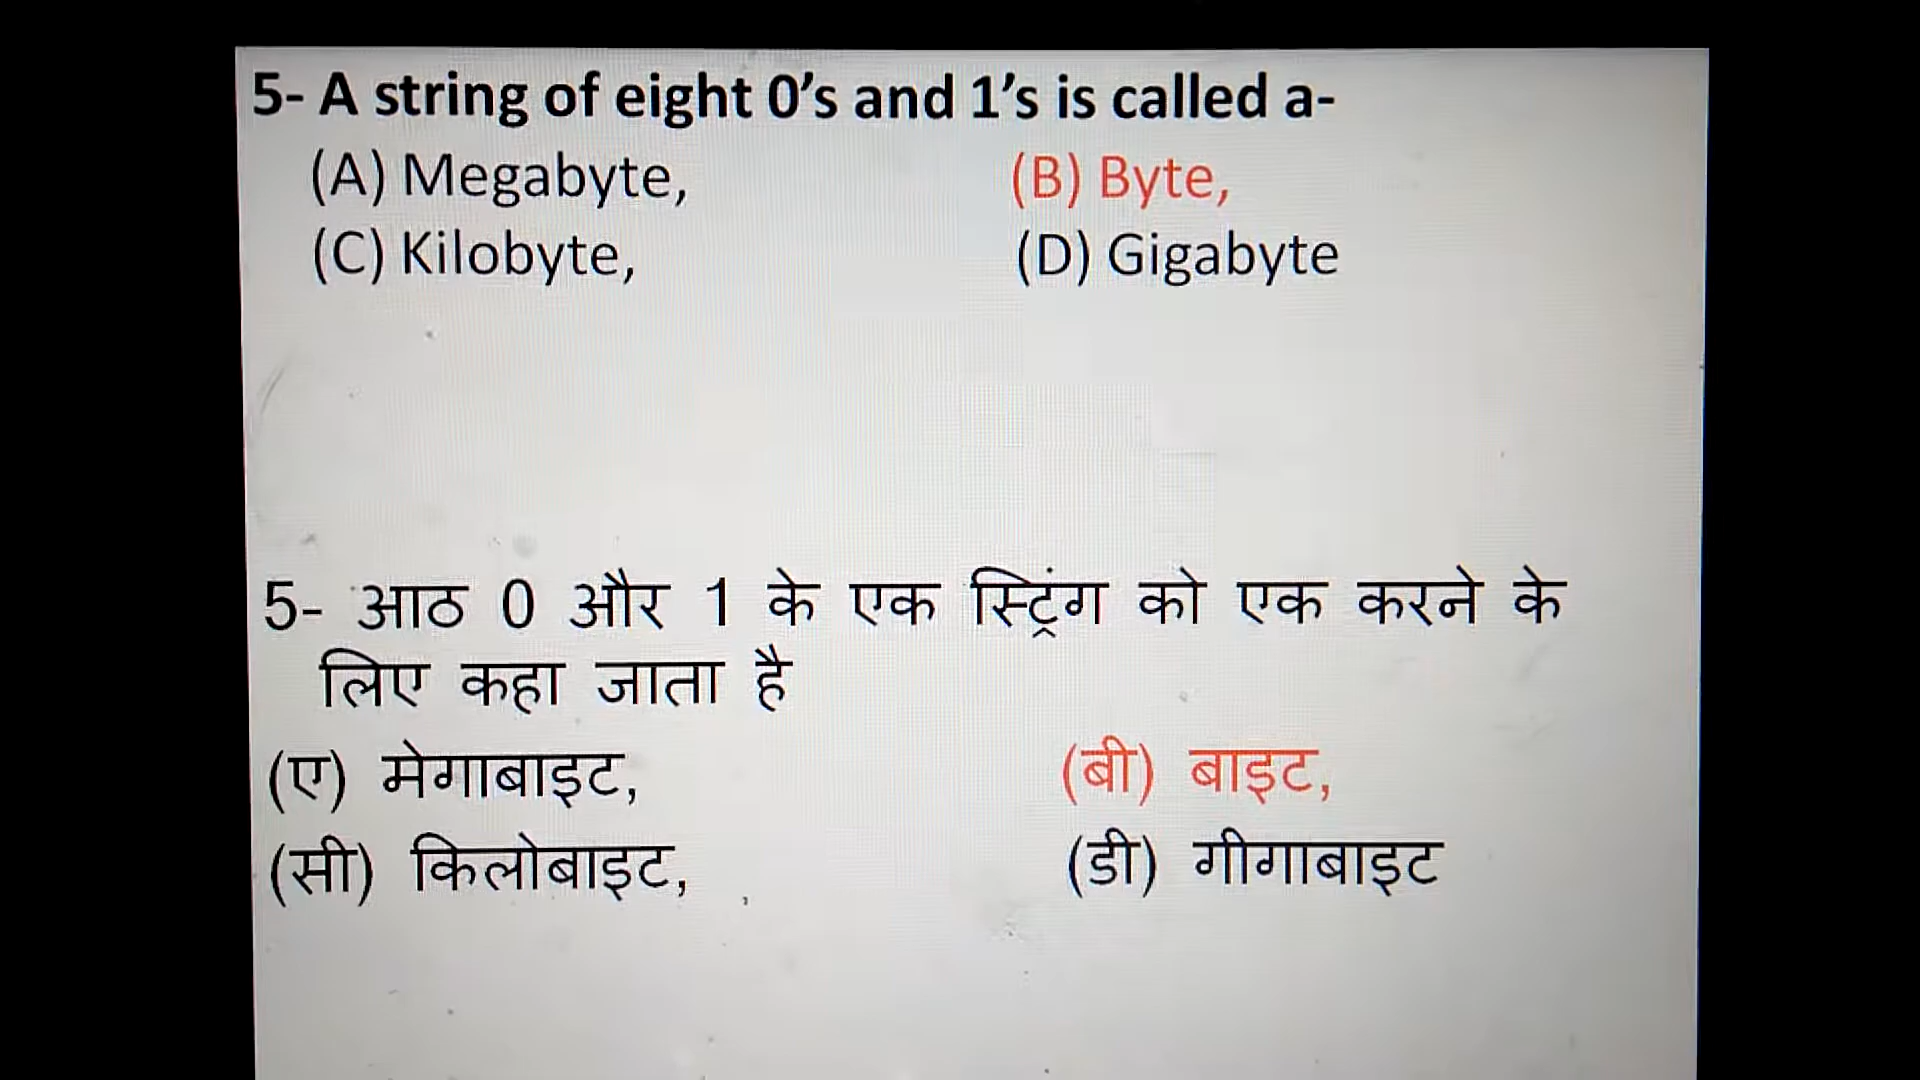 5- A string of eight 0’s and 1’s is called a-
(A) Megabyte, (B) Byte,
(C) Kilobyte, (D) Gigabyte
5- आठ 0 और 1 के एक स्ट्रिंग को एक करने के
लिए कहा जाता है
(ए) मेगाबाइट, (बी) बाइट,
(सी) किलोबाइट, (डी) गीगाबाइट